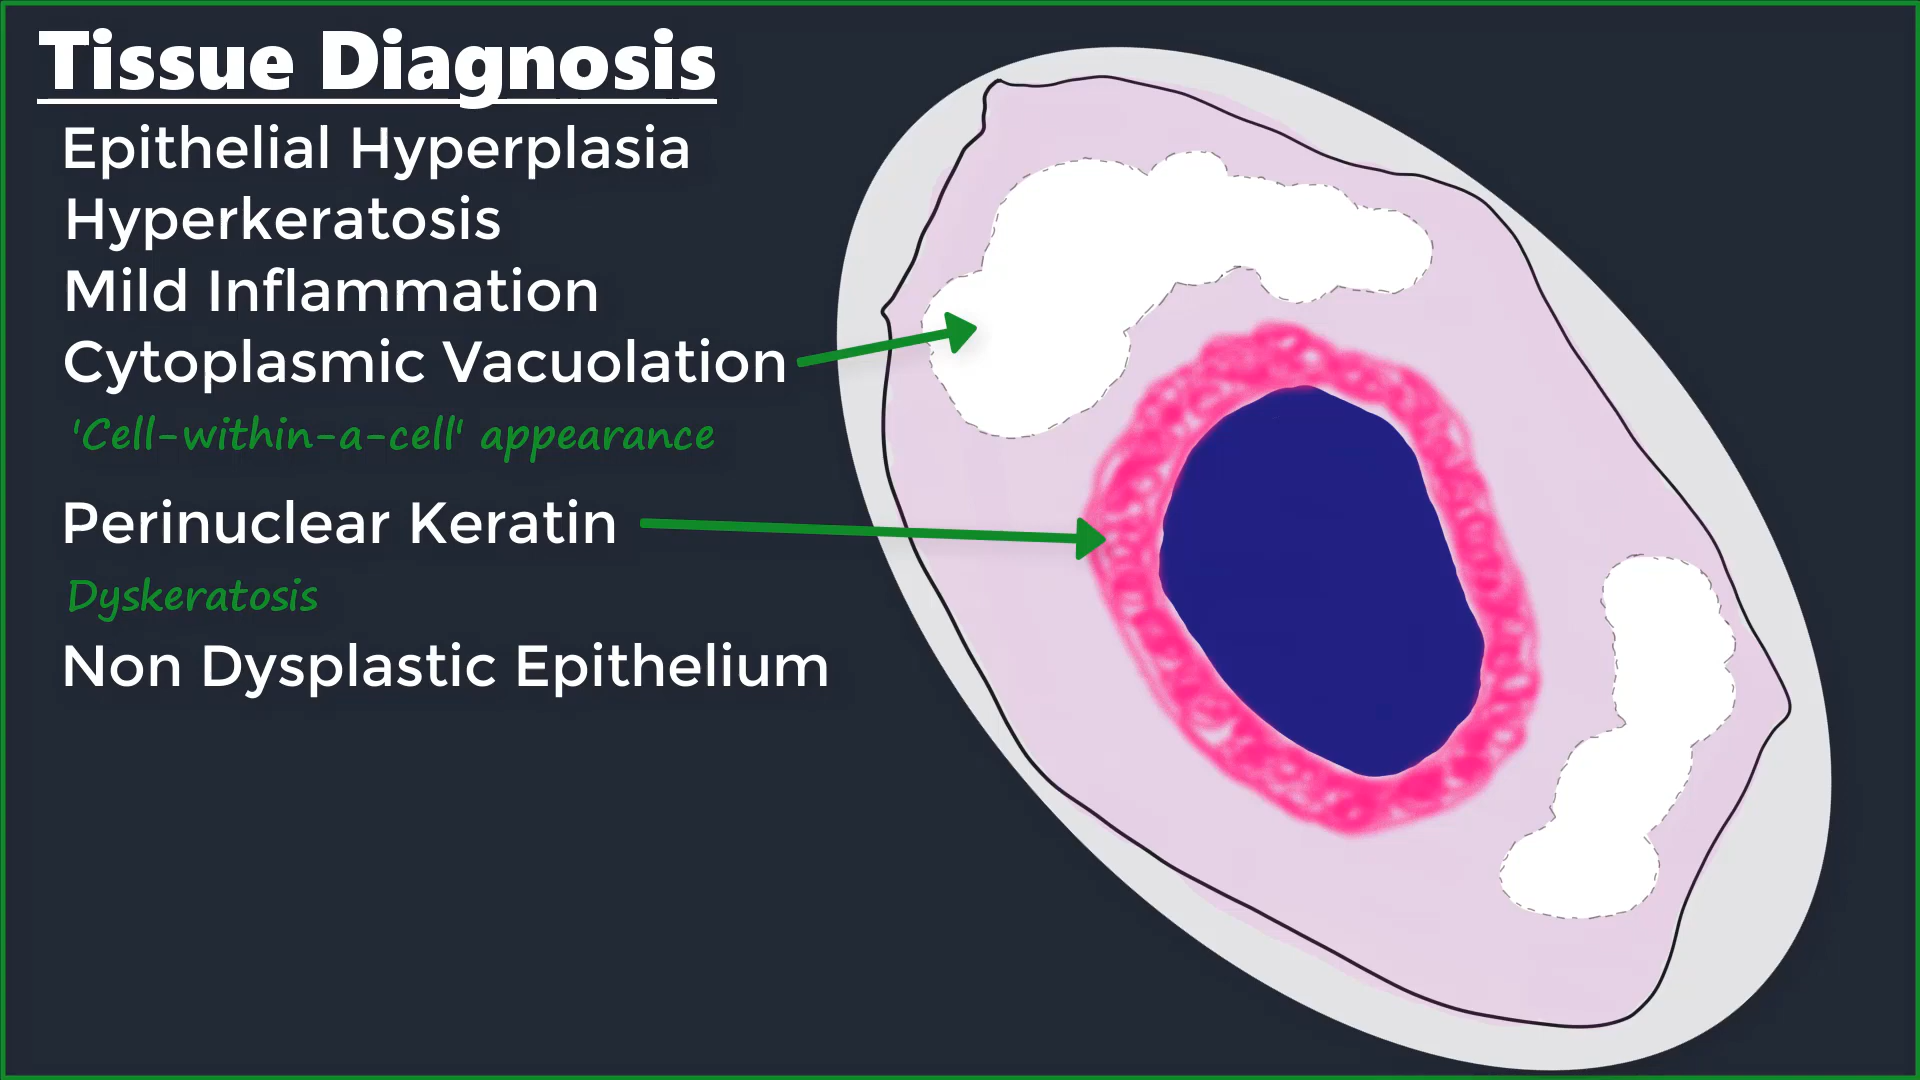 Tissue Diagnosis
Epithelial Hyperplasia
Hyperkeratosis
Mild Inflammation
Cytoplasmic Vacuolation
'Cell-within-a-cell' appearance
Perinuclear Keratin
Dyskeratosis
Non Dysplastic Epithelium